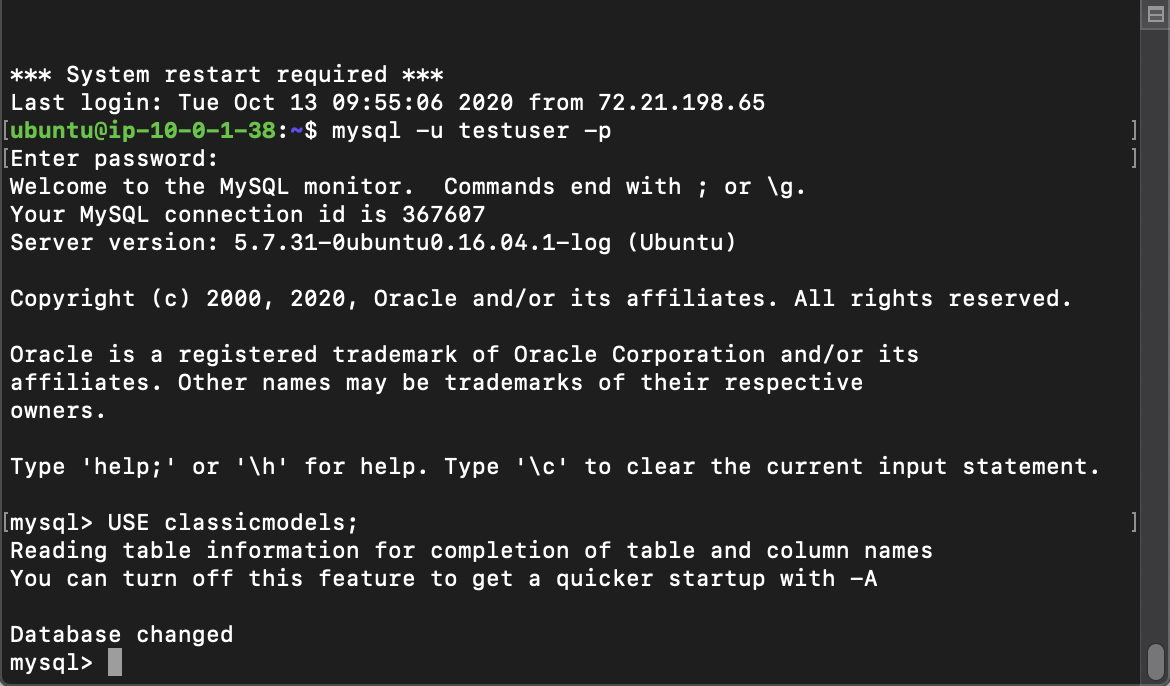 *** System restart required ***
Last login: Tue Oct 13 09:55:06 2020 from 72.21.198.65
[ubuntu@ip-10-0-1-38:~$ mysql -u testuser -p ]
[Enter password: ]
Welcome to the MySQL monitor.  Commands end with ; or \g.
Your MySQL connection id is 367607
Server version: 5.7.31-0ubuntu0.16.04.1-log (Ubuntu)
Copyright (c) 2000, 2020, Oracle and/or its affiliates. All rights reserved.
Oracle is a registered trademark of Oracle Corporation and/or its
affiliates. Other names may be trademarks of their respective
owners.
Type 'help;' or '\h' for help. Type '\c' to clear the current input statement.
[mysql> USE classicmodels; ]
Reading table information for completion of table and column names
You can turn off this feature to get a quicker startup with -A
Database changed
mysql>